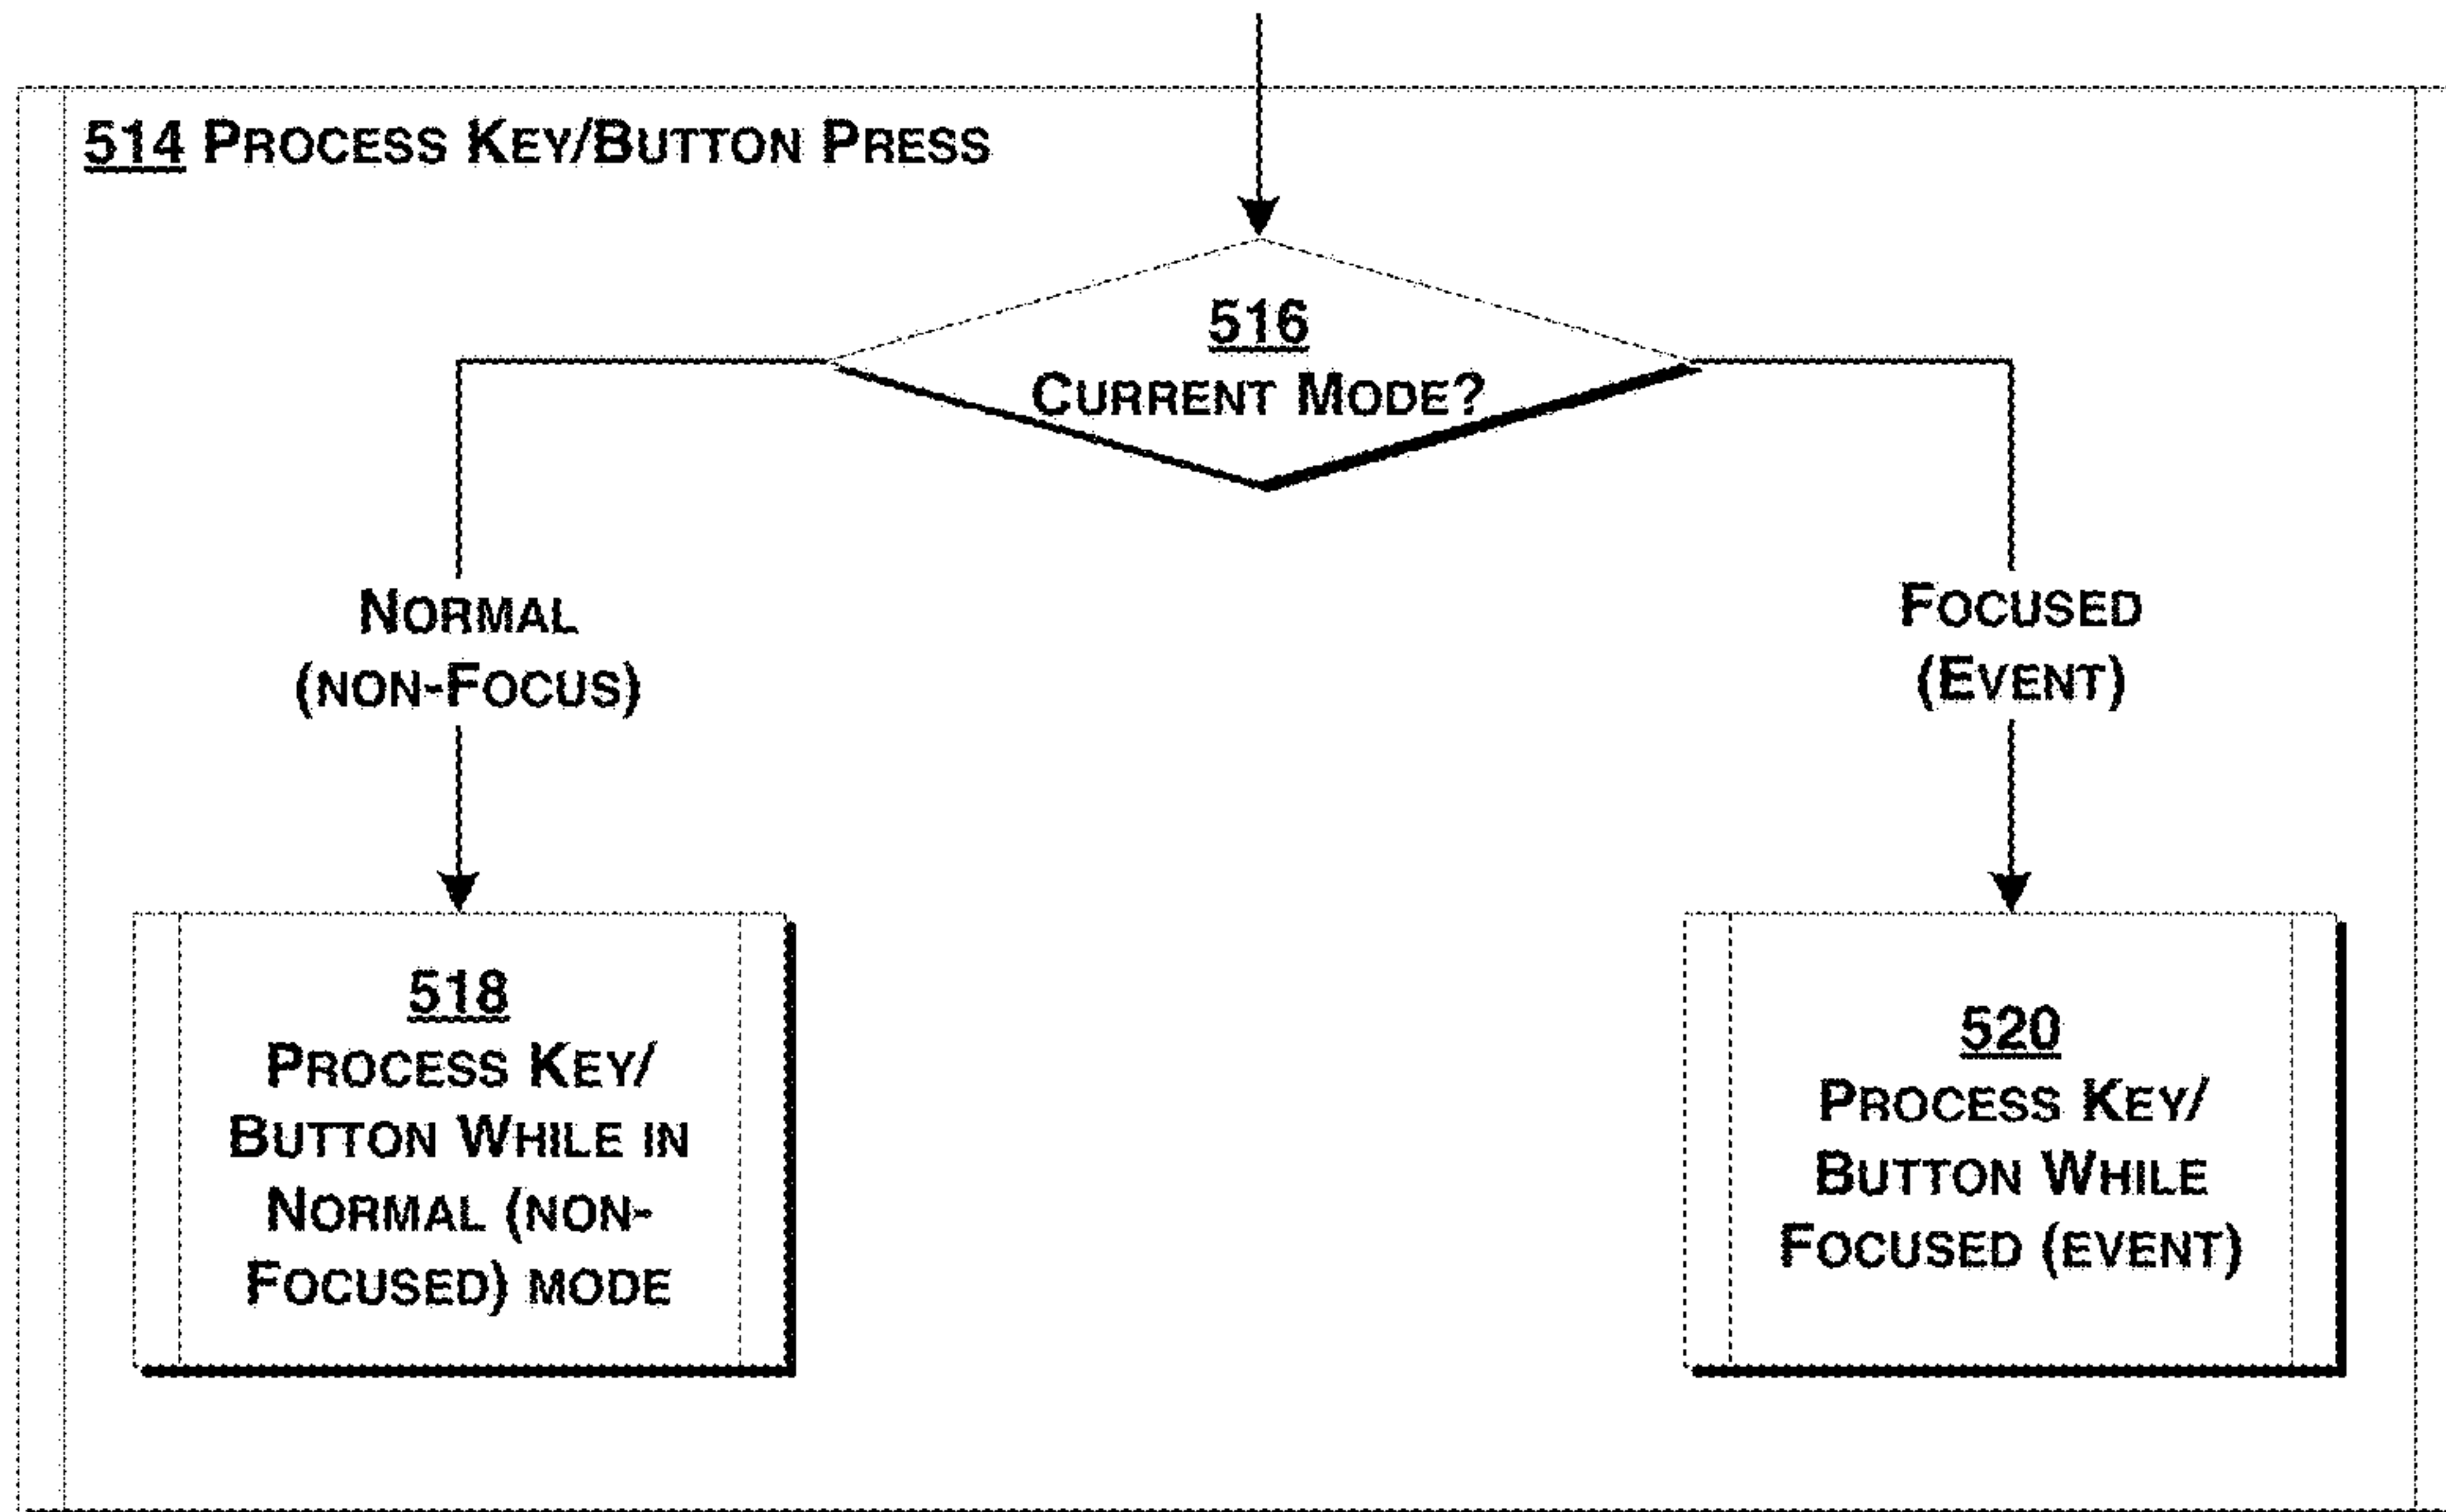 514 PROCESS KEY/BUTTON PRESS
516
CURRENT MODE?
NORMAL
(NON-FOCUS)
FOCUSED
(EVENT)
518
PROCESS KEY/
BUTTON WHILE IN
NORMAL (NON-
FOCUSED) MODE
520
PROCESS KEY/
BUTTON WHILE
FOCUSED (EVENT)